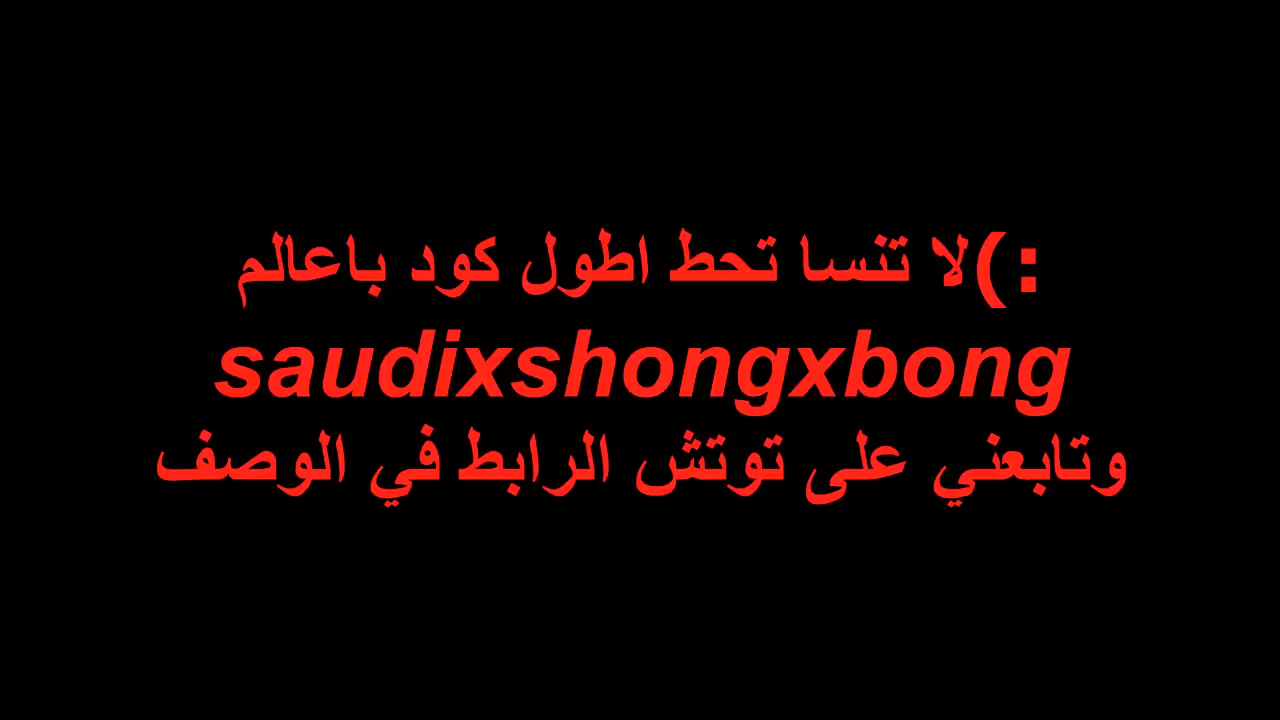 :)لا تنسا تحط اطول كود باعالم
saudixshongxbong
وتابعني على توتش الرابط في الوصف